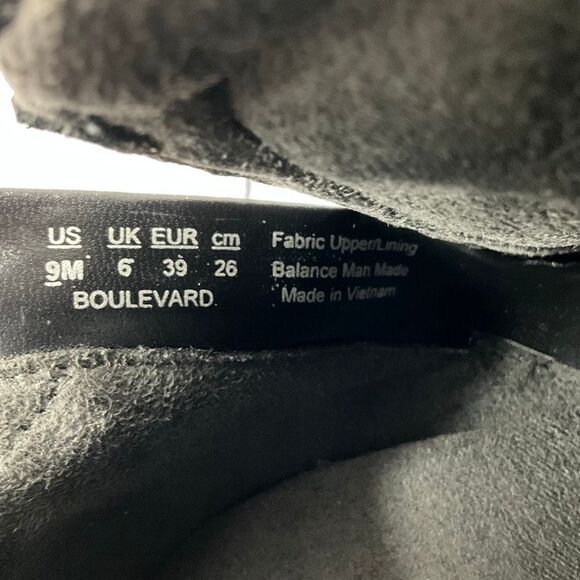 US UK EUR cm
9M 6 39 26
BOULEVARD
Fabric Upper/Lining
Balance Man Made
Made in Vietnam